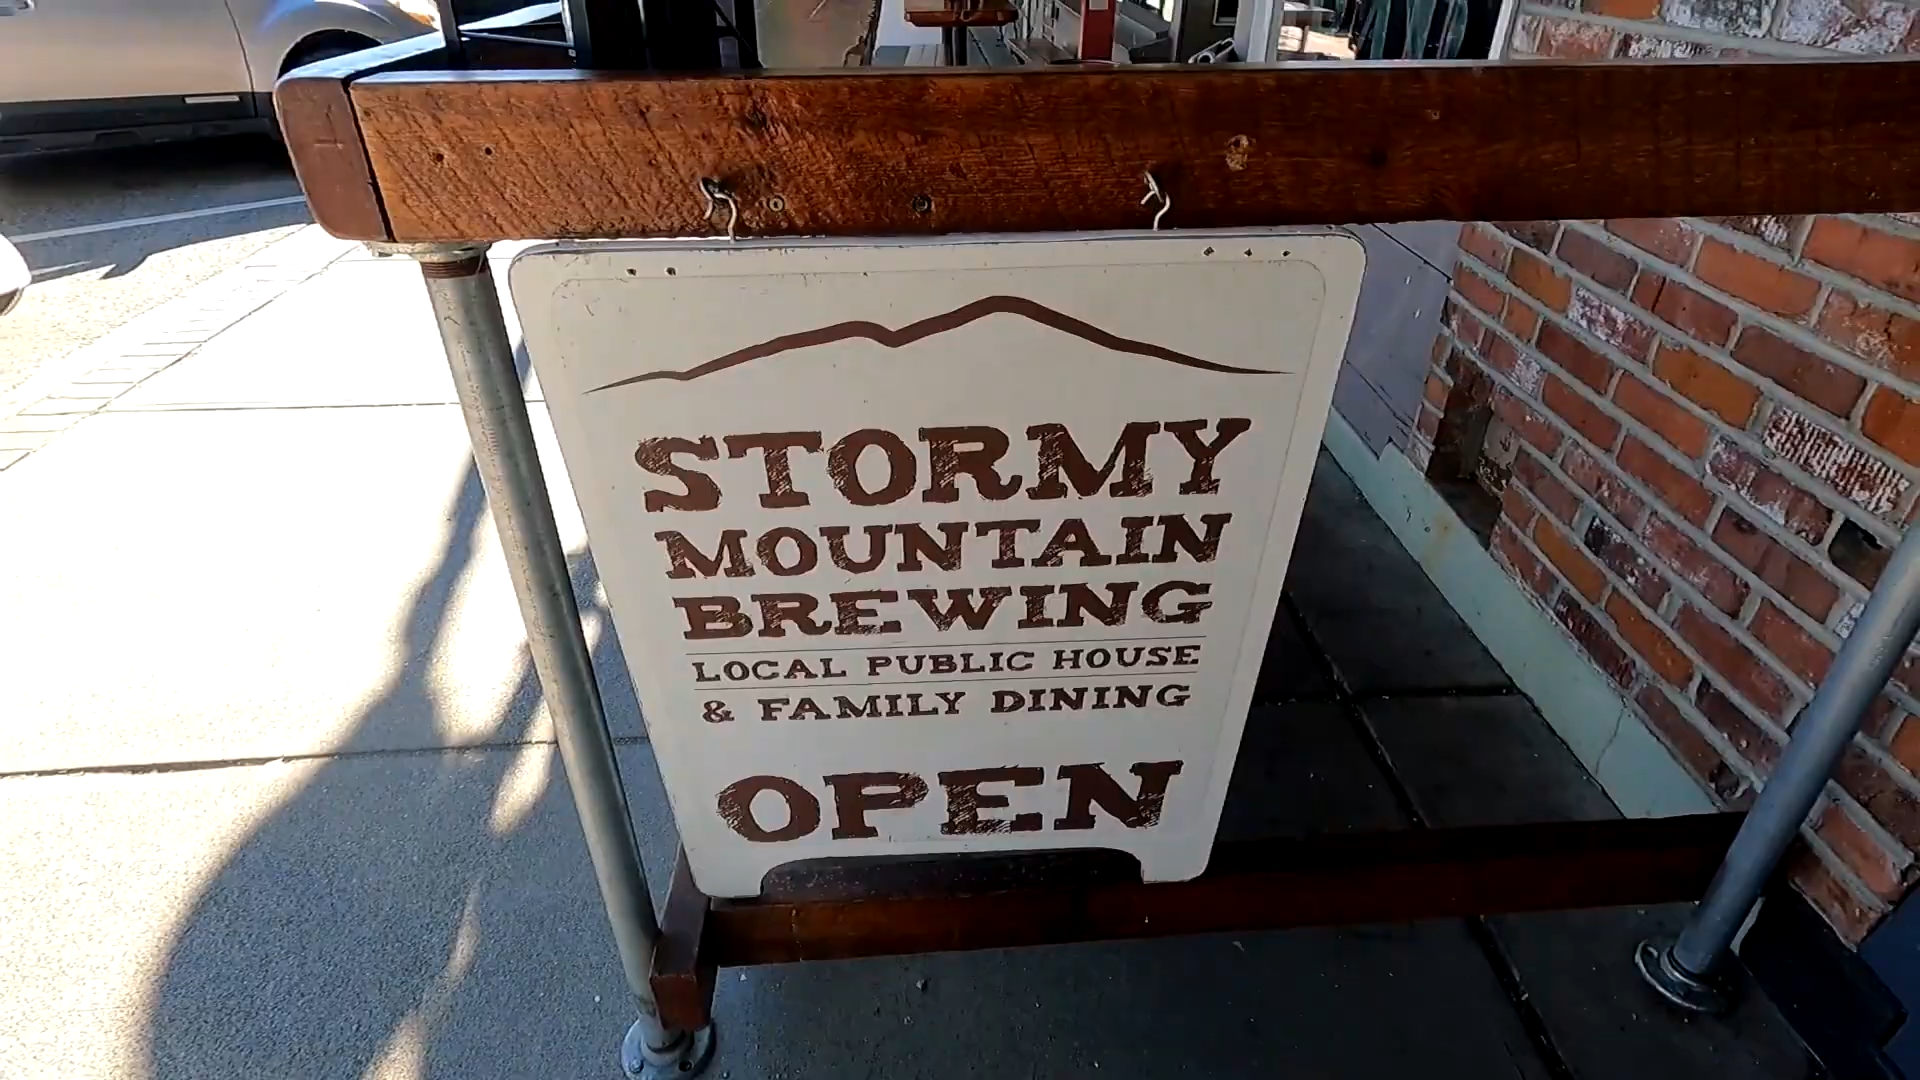 STORMY
MOUNTAIN
BREWING
LOCAL PUBLIC HOUSE
& FAMILY DINING
OPEN